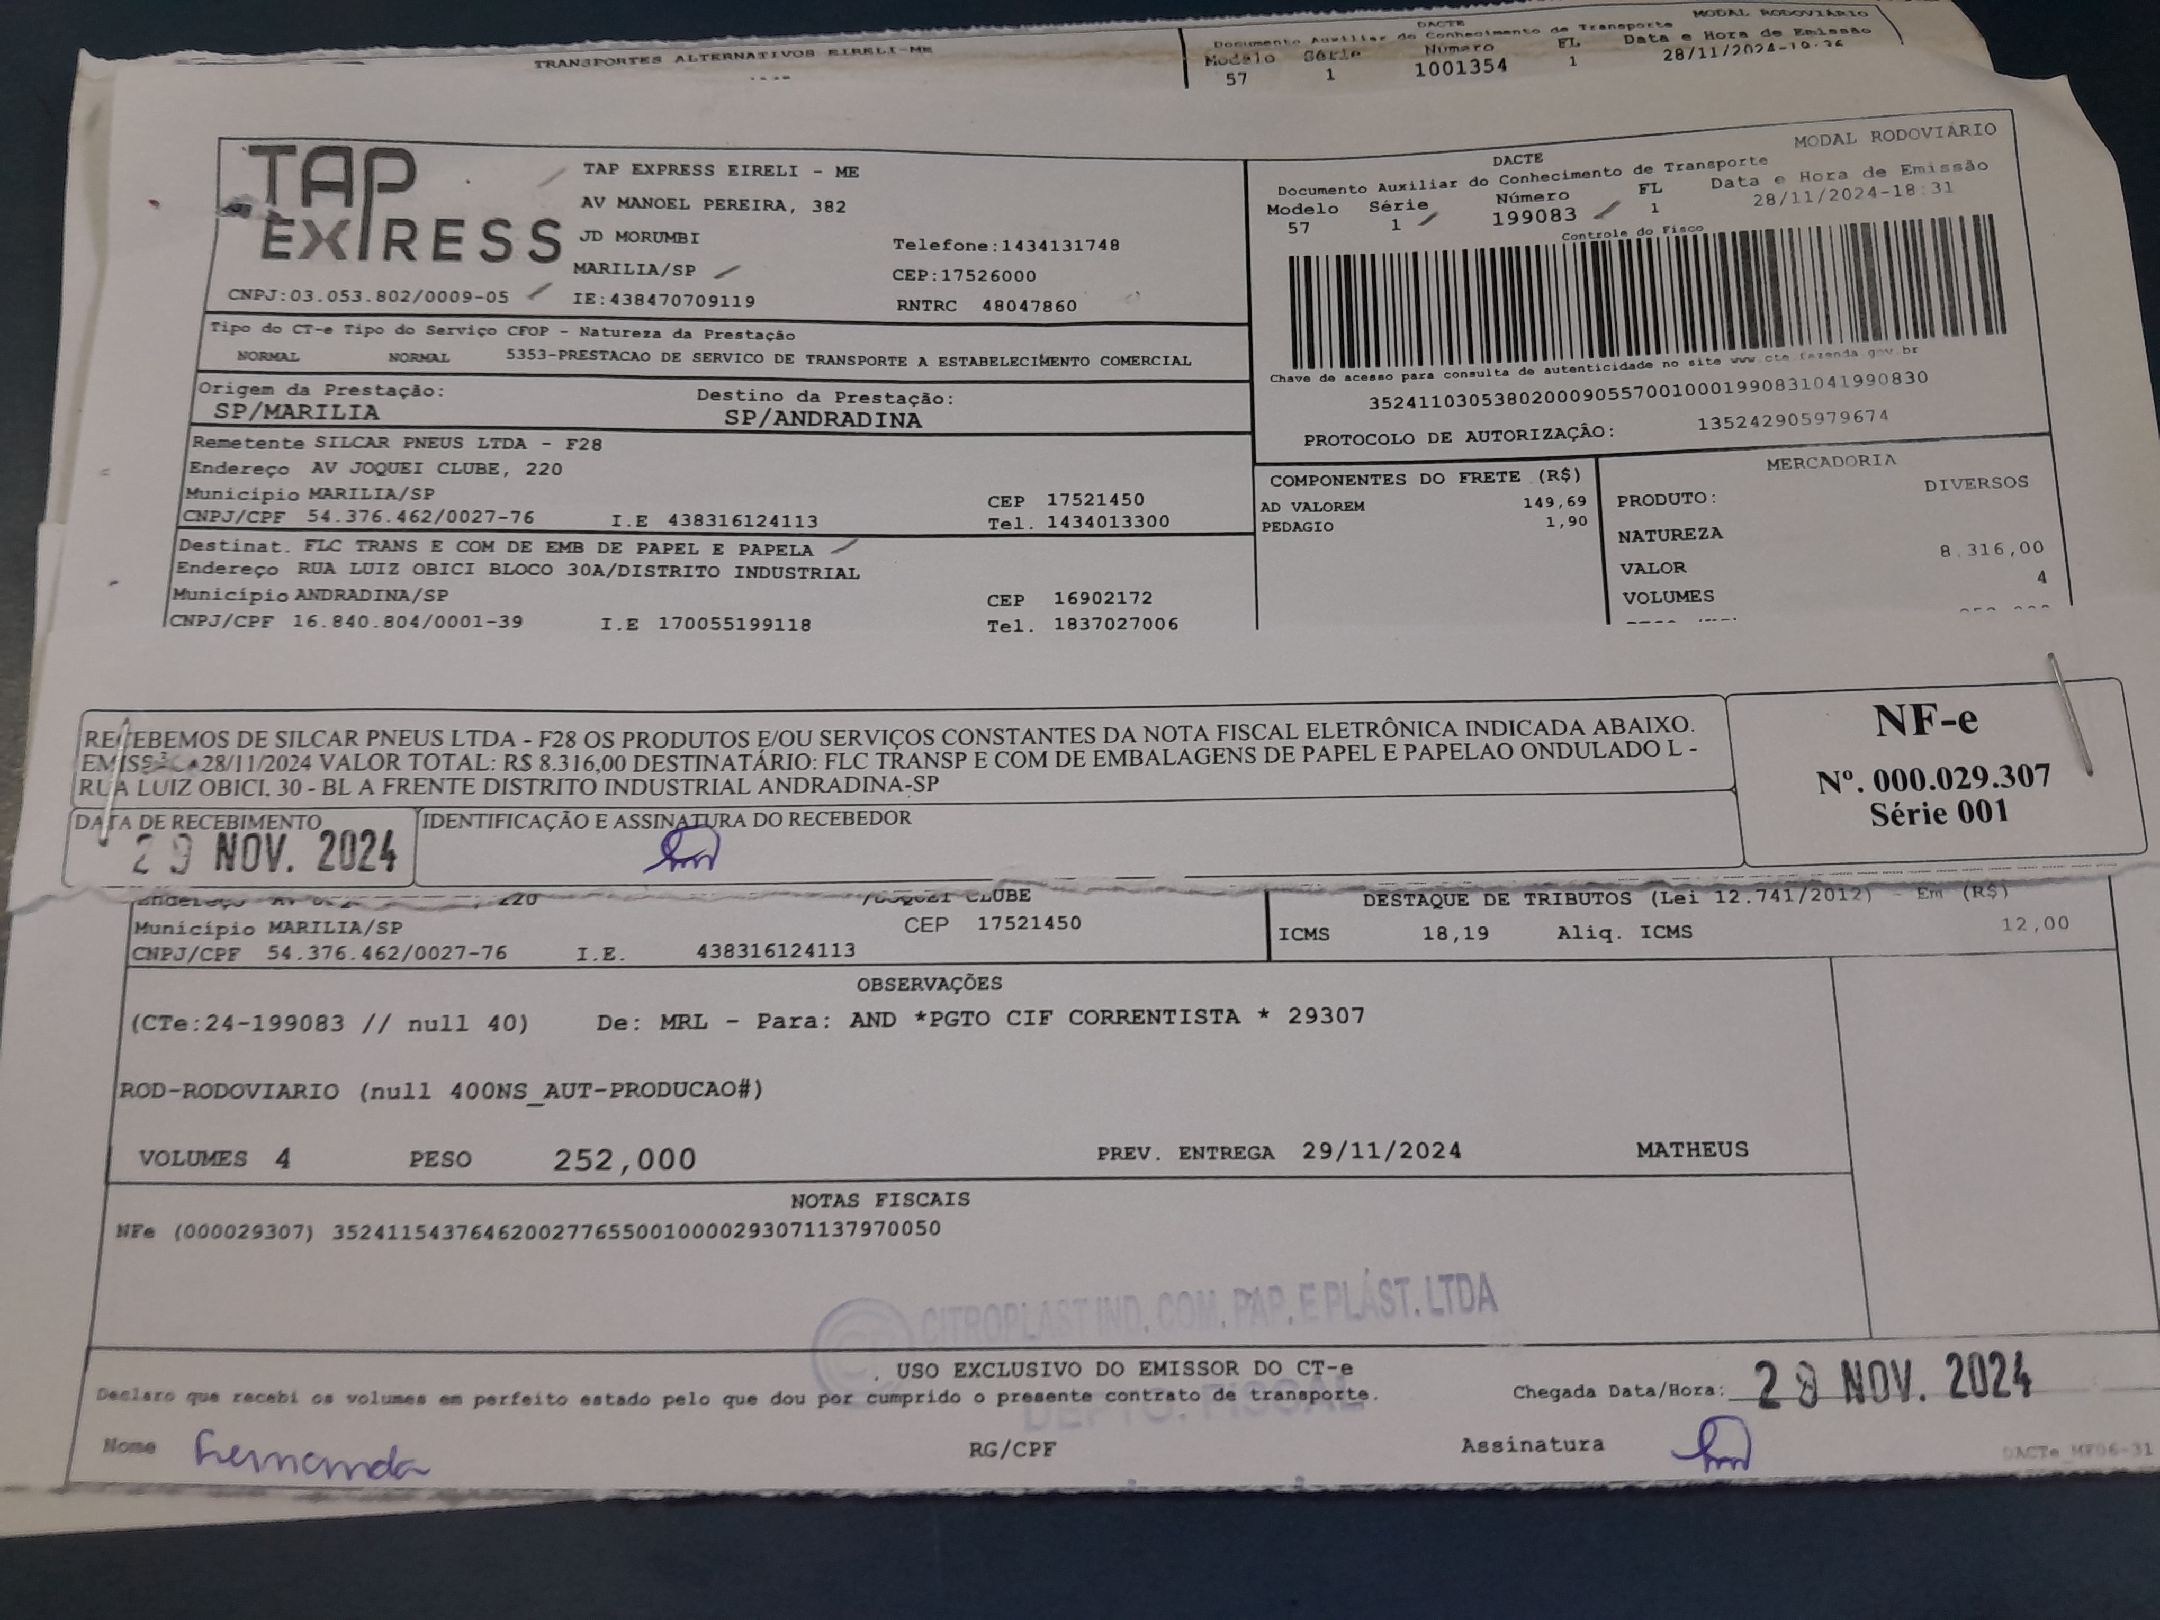 TRANSPORTES ALTERNATIVOS EIRELI-ME
DACTE
MODAL RODOVIÁRIO
Documento Auxiliar do Conhecimento de Transporte
Modelo Série Número FL Data e Hora de Emissão
57 1 1001354 1 28/11/2024-
TAP EXPRESS
TAP EXPRESS EIRELI - ME
AV MANOEL PEREIRA, 382
JD MORUMBI
Telefone:1434131748
MARILIA/SP
CEP:17526000
CNPJ:03.053.802/0009-05
IE:438470709119
RNTRC 48047860
MODAL RODOVIÁRIO
DACTE
Documento Auxiliar do Conhecimento de Transporte
Modelo Série Número FL Data e Hora de Emissão
57 1 199083 1 28/11/2024-18:31
Controle do Fisco
Chave de acesso para consulta de autenticidade no site www.cte.fazenda.gov.br
35241103053802000905570010001990831041990830
PROTOCOLO DE AUTORIZAÇÃO: 135242905979674
Tipo do CT-e Tipo do Serviço CFOP - Natureza da Prestação
NORMAL NORMAL 5353-PRESTACAO DE SERVICO DE TRANSPORTE A ESTABELECIMENTO COMERCIAL
Origem da Prestação: Destino da Prestação:
SP/MARILIA SP/ANDRADINA
Remetente SILCAR PNEUS LTDA - F28
Endereço AV JOQUEI CLUBE, 220
Município MARILIA/SP CEP 17521450
CNPJ/CPF 54.376.462/0027-76 I.E 438316124113 Tel. 1434013300
Destinat. FLC TRANS E COM DE EMB DE PAPEL E PAPELA
Endereço RUA LUIZ OBICI BLOCO 30A/DISTRITO INDUSTRIAL
Município ANDRADINA/SP CEP 16902172
CNPJ/CPF 16.840.804/0001-39 I.E 170055199118 Tel. 1837027006
COMPONENTES DO FRETE (R$)
AD VALOREM 149,69
PEDAGIO 1,90
MERCADORIA
PRODUTO: DIVERSOS
NATUREZA
VALOR 8.316,00
VOLUMES 4
RECEBEMOS DE SILCAR PNEUS LTDA - F28 OS PRODUTOS E/OU SERVIÇOS CONSTANTES DA NOTA FISCAL ELETRÔNICA INDICADA ABAIXO.
28/11/2024 VALOR TOTAL: R$ 8.316,00 DESTINATÁRIO: FLC TRANSP E COM DE EMBALAGENS DE PAPEL E PAPELAO ONDULADO L -
RUA LUIZ OBICI, 30 - BL A FRENTE DISTRITO INDUSTRIAL ANDRADINA-SP
NF-e
Nº. 000.029.307
Série 001
DATA DE RECEBIMENTO
29 NOV. 2024
IDENTIFICAÇÃO E ASSINATURA DO RECEBEDOR
Endereço 220 CLUBE
Município MARILIA/SP CEP 17521450
CNPJ/CPF 54.376.462/0027-76 I.E. 438316124113
DESTAQUE DE TRIBUTOS (Lei 12.741/2012) - Em (R$)
ICMS 18,19 Aliq. ICMS 12,00
OBSERVAÇÕES
(CTe:24-199083 // null 40) De: MRL - Para: AND *PGTO CIF CORRENTISTA * 29307
ROD-RODOVIARIO (null 400NS_AUT-PRODUCAO#)
VOLUMES 4 PESO 252,000 PREV. ENTREGA 29/11/2024 MATHEUS
NOTAS FISCAIS
NFe (000029307) 35241154376462002776550010000293071137970050
CITROPLAST IND. COM. PAP. E PLÁST. LTDA
USO EXCLUSIVO DO EMISSOR DO CT-e
Declaro que recebi os volumes em perfeito estado pelo que dou por cumprido o presente contrato de transporte.
DEPTO. FISCAL
Chegada Data/Hora: 29 NOV. 2024
Nome Fernanda RG/CPF Assinatura
DACTe_MF06-31